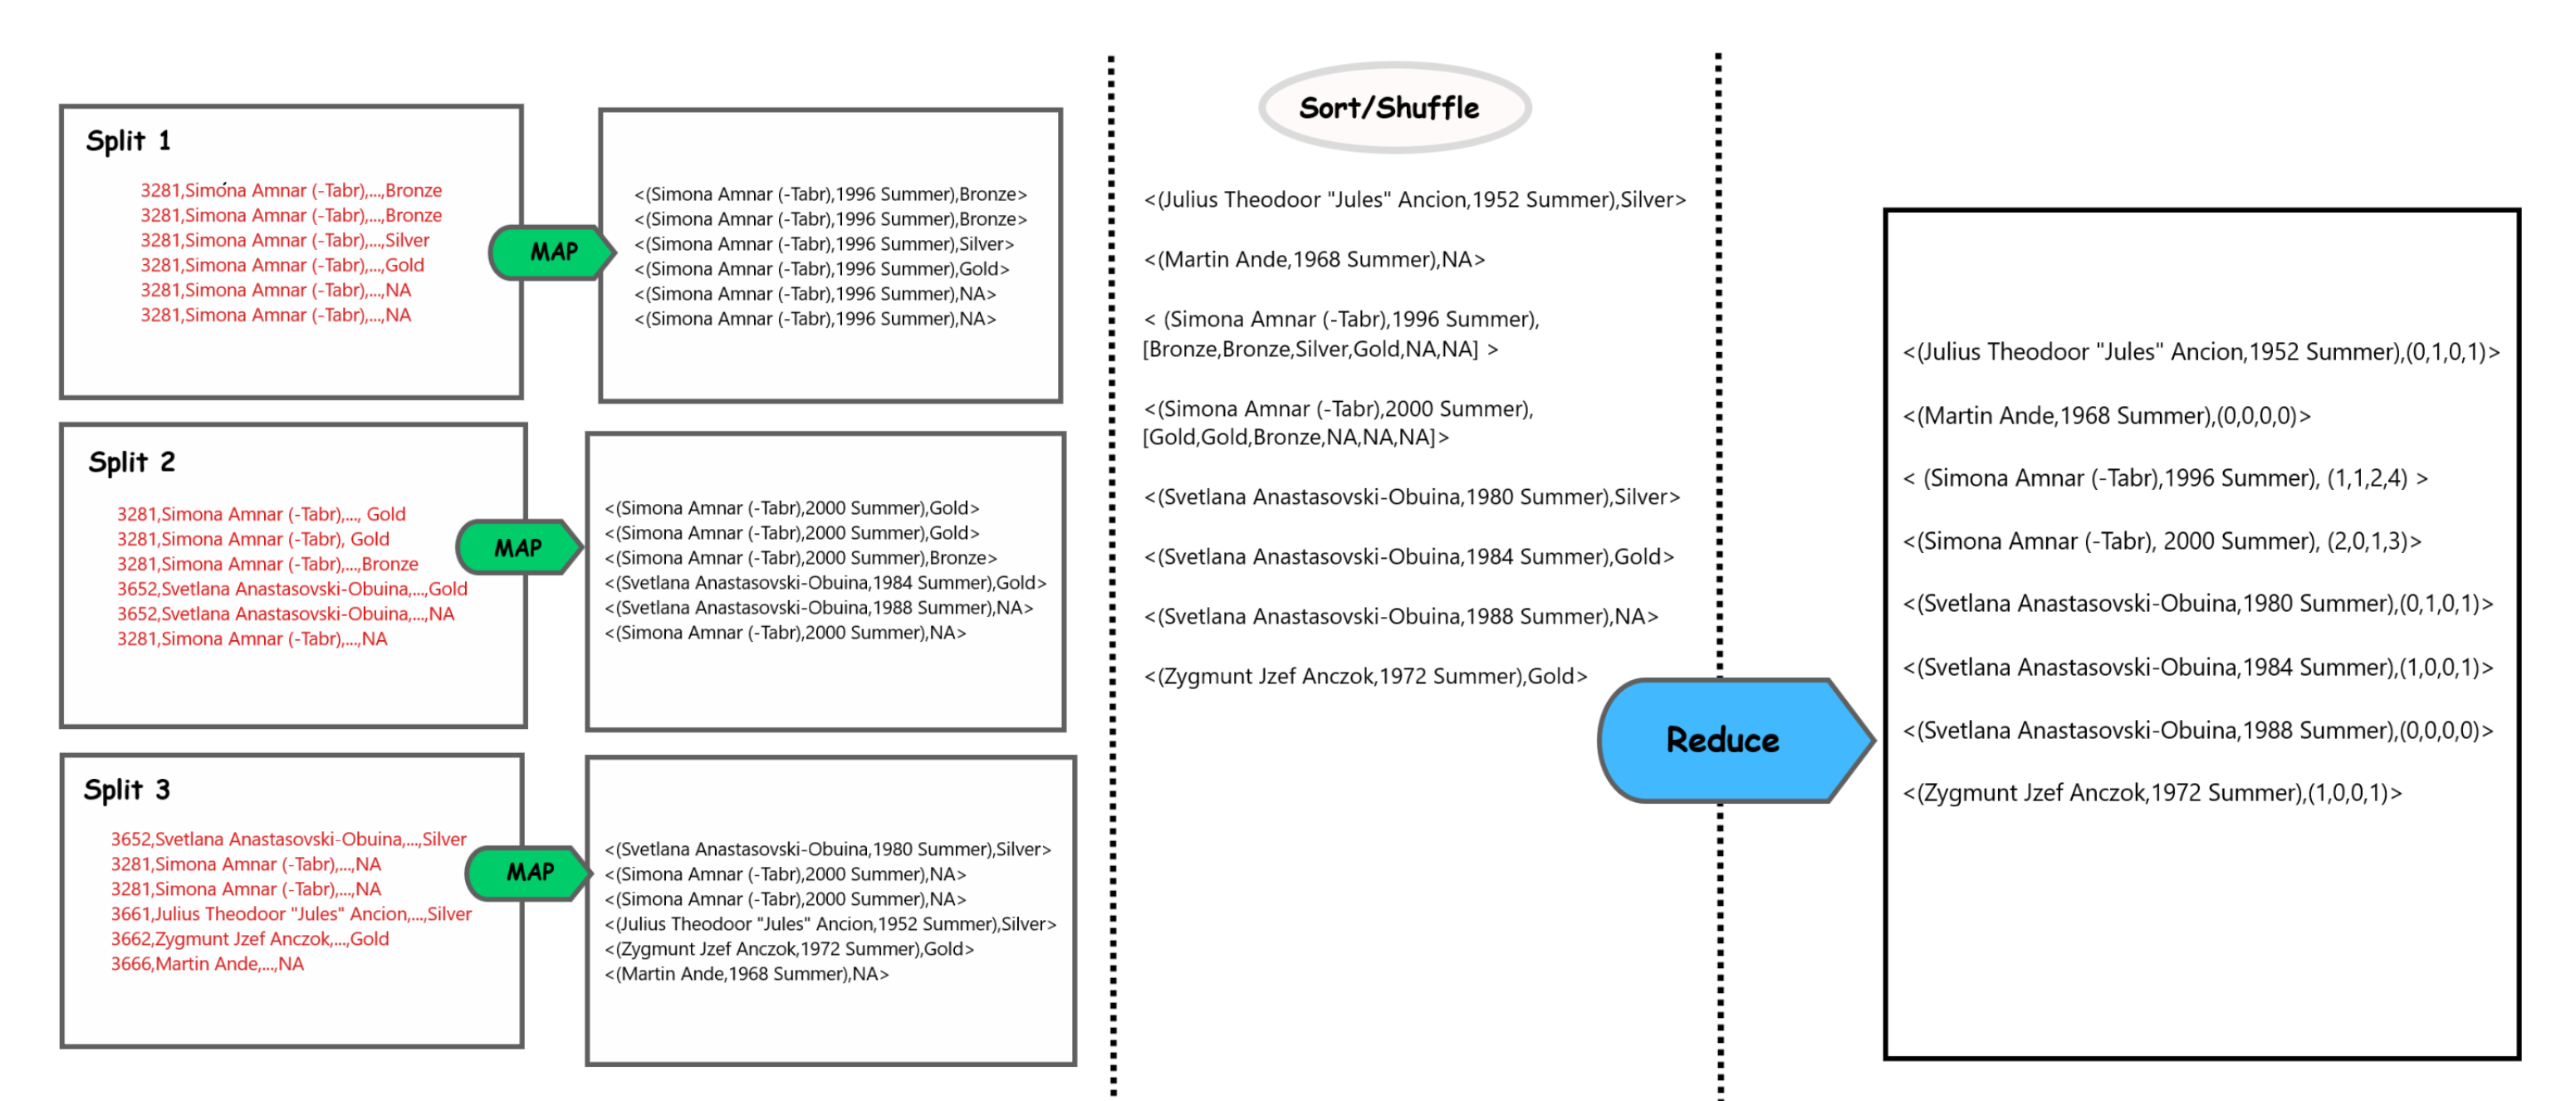 Split 1
3281,Simona Amnar (-Tabr),...,Bronze
3281,Simona Amnar (-Tabr),...,Bronze
3281,Simona Amnar (-Tabr),...,Silver
3281,Simona Amnar (-Tabr),...,Gold
3281,Simona Amnar (-Tabr),...,NA
3281,Simona Amnar (-Tabr),...,NA
MAP
<(Simona Amnar (-Tabr),1996 Summer),Bronze>
<(Simona Amnar (-Tabr),1996 Summer),Bronze>
<(Simona Amnar (-Tabr),1996 Summer),Silver>
<(Simona Amnar (-Tabr),1996 Summer),Gold>
<(Simona Amnar (-Tabr),1996 Summer),NA>
<(Simona Amnar (-Tabr),1996 Summer),NA>
Split 2
3281,Simona Amnar (-Tabr),..., Gold
3281,Simona Amnar (-Tabr), Gold
3281,Simona Amnar (-Tabr),...,Bronze
3652,Svetlana Anastasovski-Obuina,...,Gold
3652,Svetlana Anastasovski-Obuina,...,NA
3281,Simona Amnar (-Tabr),...,NA
MAP
<(Simona Amnar (-Tabr),2000 Summer),Gold>
<(Simona Amnar (-Tabr),2000 Summer),Gold>
<(Simona Amnar (-Tabr),2000 Summer),Bronze>
<(Svetlana Anastasovski-Obuina,1984 Summer),Gold>
<(Svetlana Anastasovski-Obuina,1988 Summer),NA>
<(Simona Amnar (-Tabr),2000 Summer),NA>
Split 3
3652,Svetlana Anastasovski-Obuina,...,Silver
3281,Simona Amnar (-Tabr),...,NA
3281,Simona Amnar (-Tabr),...,NA
3661,Julius Theodoor "Jules" Ancion,...,Silver
3662,Zygmunt Jzef Anczok,...,Gold
3666,Martin Ande,...,NA
MAP
<(Svetlana Anastasovski-Obuina,1980 Summer),Silver>
<(Simona Amnar (-Tabr),2000 Summer),NA>
<(Simona Amnar (-Tabr),2000 Summer),NA>
<(Julius Theodoor "Jules" Ancion,1952 Summer),Silver>
<(Zygmunt Jzef Anczok,1972 Summer),Gold>
<(Martin Ande,1968 Summer),NA>
Sort/Shuffle
<(Julius Theodoor "Jules" Ancion,1952 Summer),Silver>
<(Martin Ande,1968 Summer),NA>
< (Simona Amnar (-Tabr),1996 Summer),
[Bronze,Bronze,Silver,Gold,NA,NA] >
<(Simona Amnar (-Tabr),2000 Summer),
[Gold,Gold,Bronze,NA,NA,NA]>
<(Svetlana Anastasovski-Obuina,1980 Summer),Silver>
<(Svetlana Anastasovski-Obuina,1984 Summer),Gold>
<(Svetlana Anastasovski-Obuina,1988 Summer),NA>
<(Zygmunt Jzef Anczok,1972 Summer),Gold>
Reduce
<(Julius Theodoor "Jules" Ancion,1952 Summer),(0,1,0,1)>
<(Martin Ande,1968 Summer),(0,0,0,0)>
< (Simona Amnar (-Tabr),1996 Summer), (1,1,2,4) >
<(Simona Amnar (-Tabr), 2000 Summer), (2,0,1,3)>
<(Svetlana Anastasovski-Obuina,1980 Summer),(0,1,0,1)>
<(Svetlana Anastasovski-Obuina,1984 Summer),(1,0,0,1)>
<(Svetlana Anastasovski-Obuina,1988 Summer),(0,0,0,0)>
<(Zygmunt Jzef Anczok,1972 Summer),(1,0,0,1)>